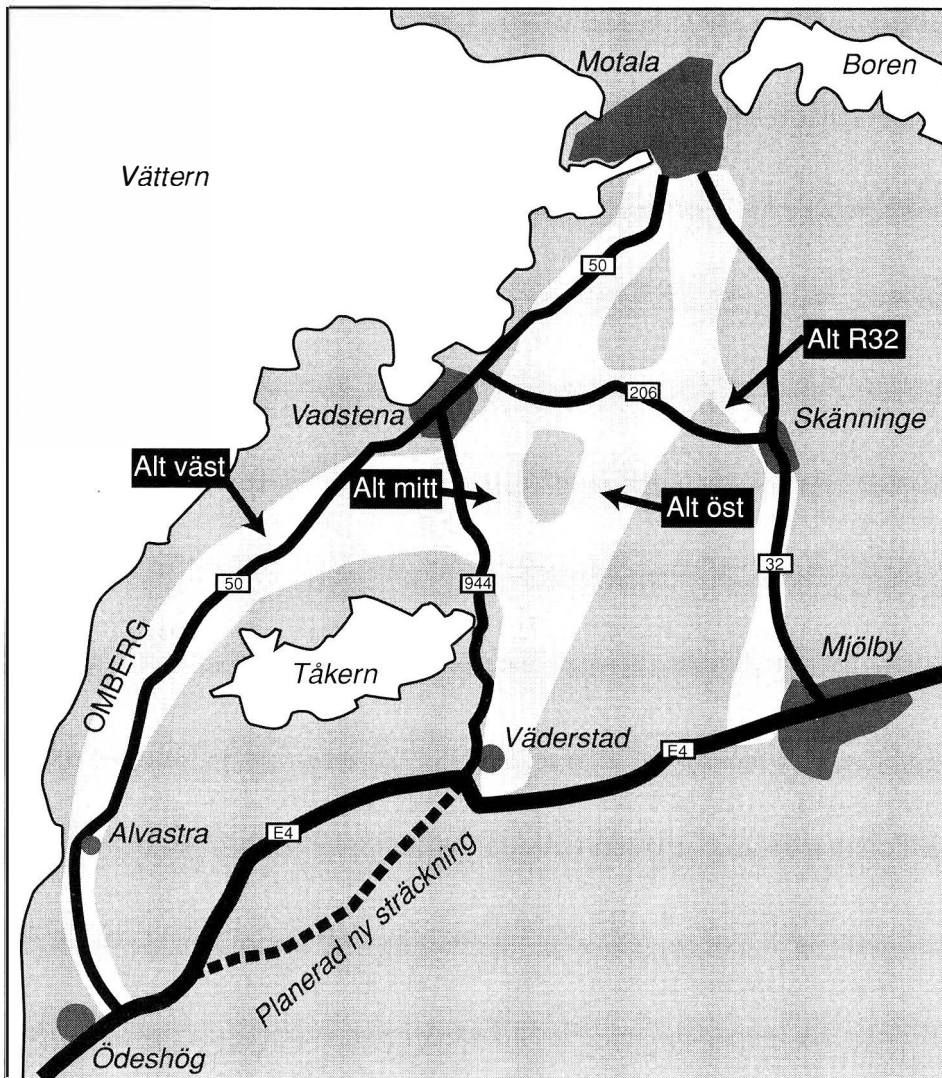 Motala
Boren
Vättern
50
Alt R32
206
Vadstena
Skänninge
Alt väst
Alt mitt
Alt öst
50
944
32
OMBERG
Tåkern
Mjölby
Väderstad
E4
Alvastra
E4
Planerad ny sträckning
Ödeshög